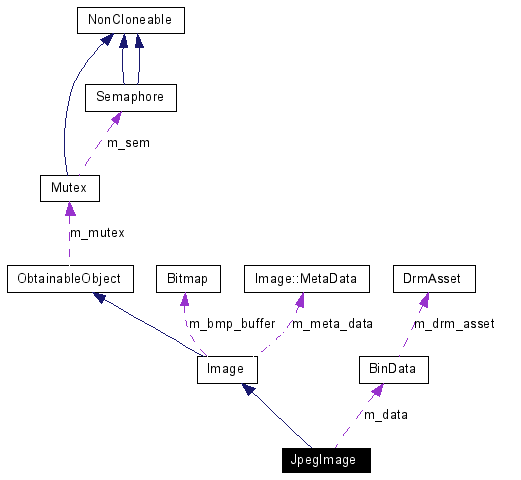 NonCloneable
Semaphore
m_sem
Mutex
m_mutex
ObtainableObject
Bitmap
Image::MetaData
DrmAsset
m_bmp_buffer
m_meta_data
m_drm_asset
Image
BinData
m_data
JpegImage